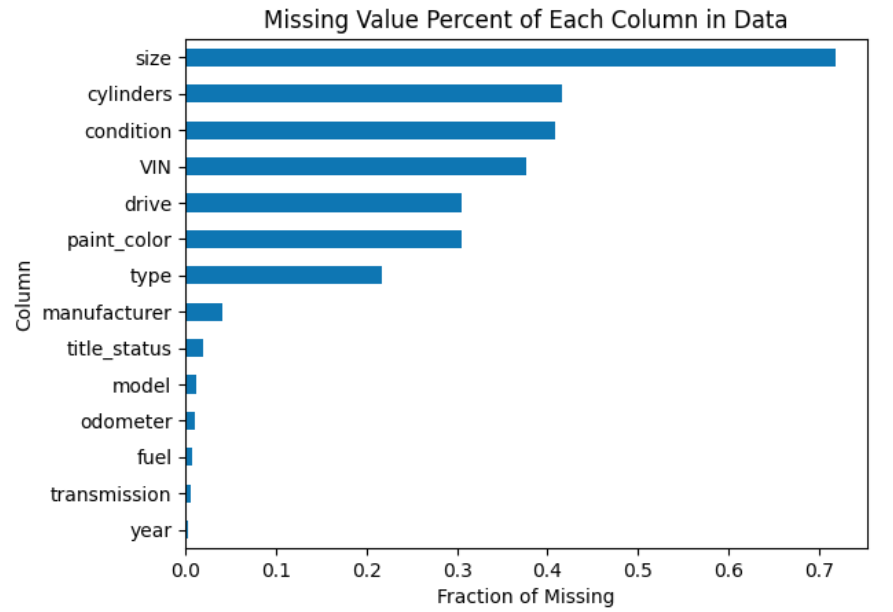 Missing Value Percent of Each Column in Data
size
cylinders
condition
VIN
drive
paint_color
type
manufacturer
title_status
model
odometer
fuel
transmission
year
Column
0.0 0.1 0.2 0.3 0.4 0.5 0.6 0.7
Fraction of Missing